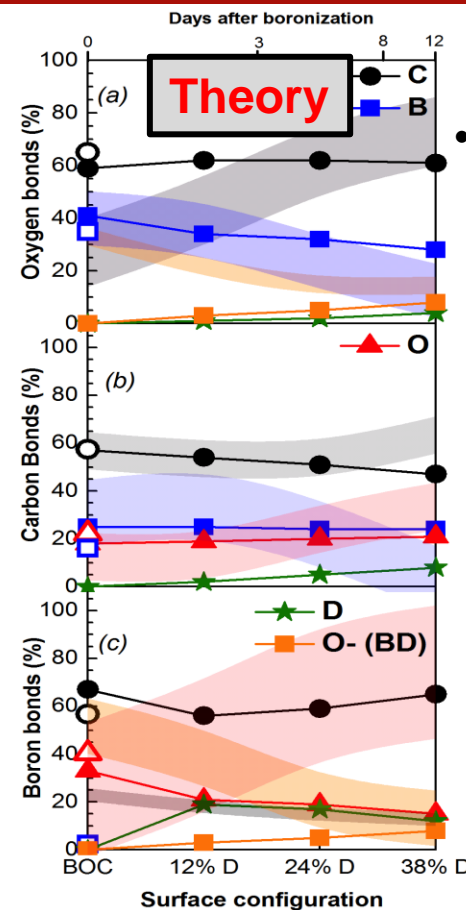 Days after boronization
0 3 8 12
100
80
60
40
20
0
Oxygen bonds (%)
(a)
Theory
C
B
•
100
80
60
40
20
0
Carbon Bonds (%)
(b)
O
100
80
60
40
20
0
Boron bonds (%)
(c)
D
O- (BD)
BOC 12% D 24% D 38% D
Surface configuration